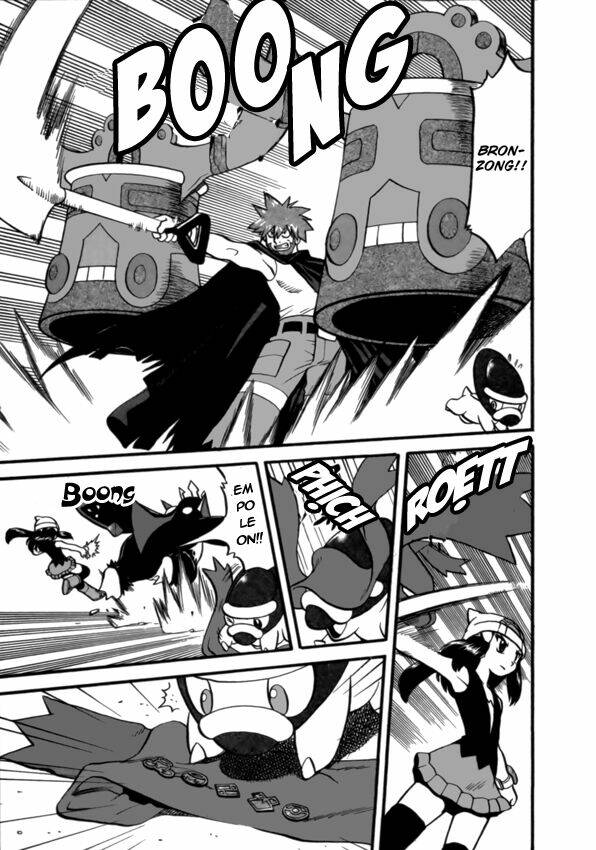 BOONG
BRON-
ZONG!!
ROẸTT
PHỊCH
EM
PO
LE
ON!!
Boong